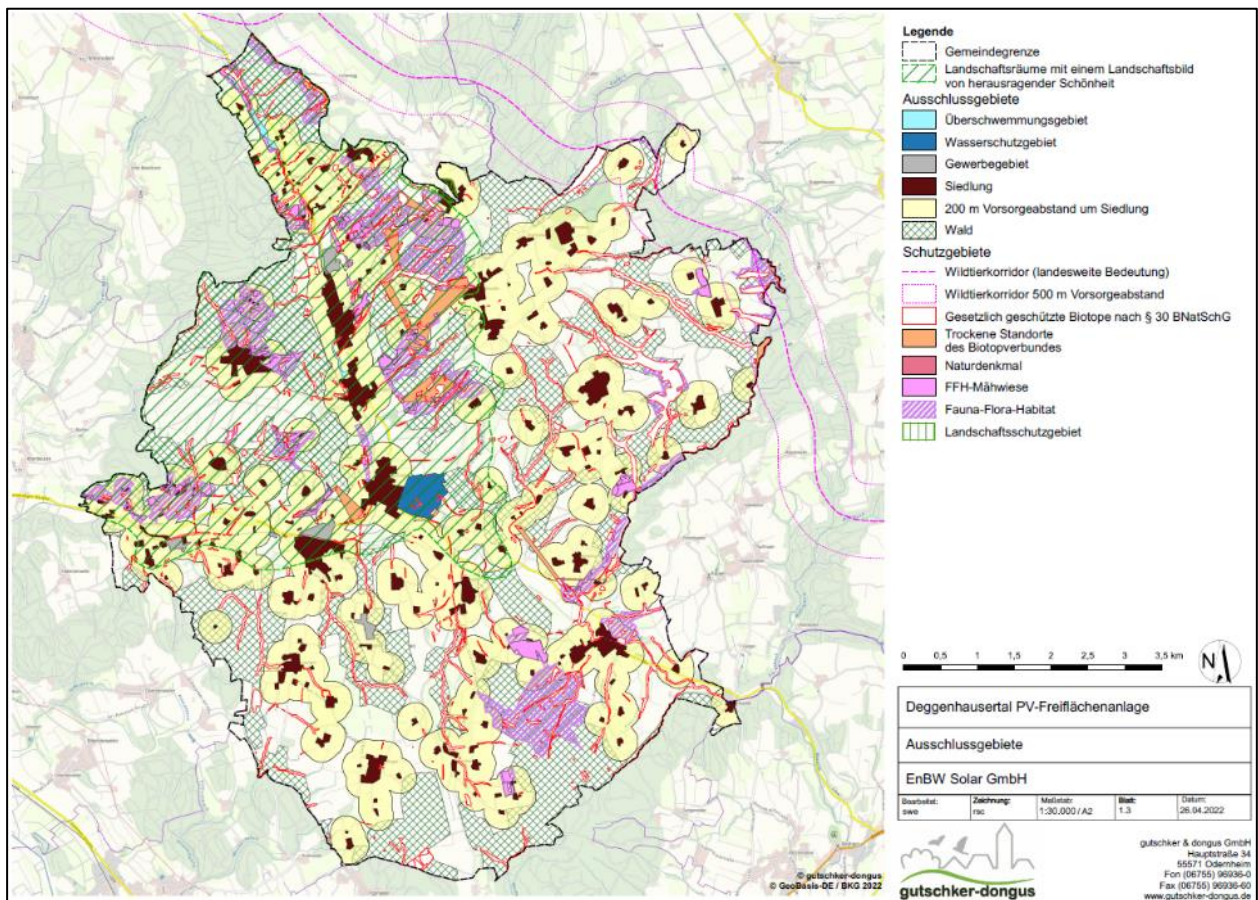 Legende
Gemeindegrenze
Landschaftsräume mit einem Landschaftsbild
von herausragender Schönheit
Ausschlussgebiete
Überschwemmungsgebiet
Wasserschutzgebiet
Gewerbegebiet
Siedlung
200 m Vorsorgeabstand um Siedlung
Wald
Schutzgebiete
Wildtierkorridor (landesweite Bedeutung)
Wildtierkorridor 500 m Vorsorgeabstand
Gesetzlich geschützte Biotope nach § 30 BNatSchG
Trockene Standorte
des Biotopverbundes
Naturdenkmal
FFH-Mähwiese
Fauna-Flora-Habitat
Landschaftsschutzgebiet
0 0,5 1 1,5 2 2,5 3 3,5 km
N
Deggenhausertal PV-Freiflächenanlage
Ausschlussgebiete
EnBW Solar GmbH
Bearbeitet: Zeichnung: Maßstab: Blatt: Datum:
swe rsc 1:30.000 / A2 1.3 26.04.2022
gutschker-dongus
gutschker & dongus GmbH
Hauptstraße 34
55571 Odernheim
Fon (06755) 96936-0
Fax (06755) 96936-60
www.gutschker-dongus.de
© gutschker-dongus
© GeoBasis-DE / BKG 2022